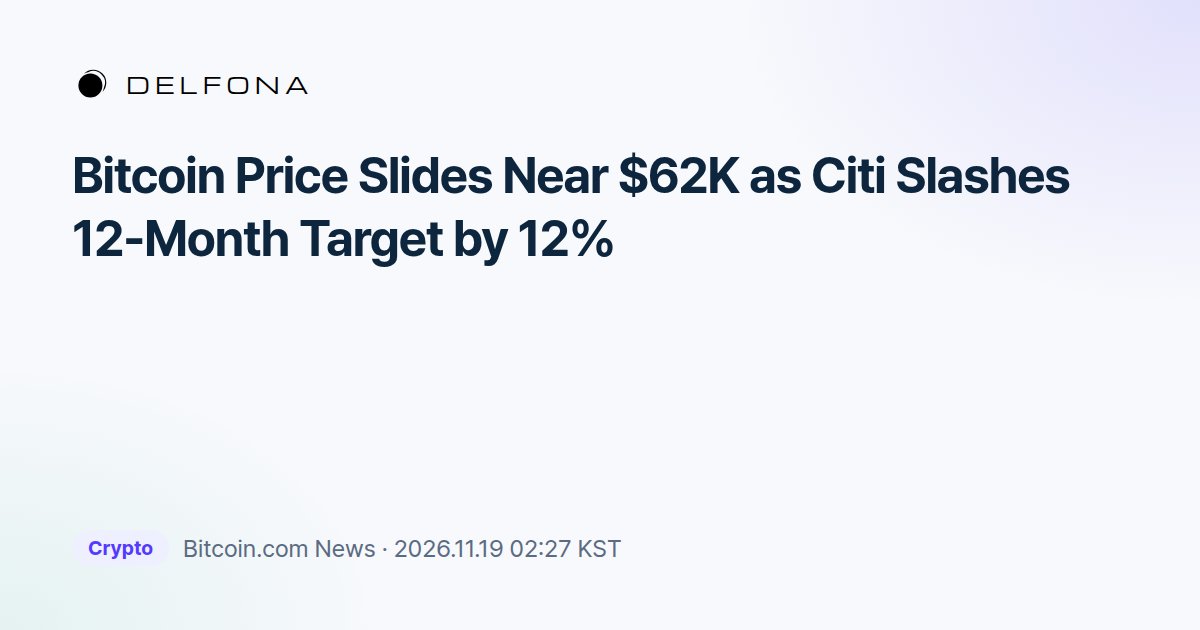 DELFONA
Bitcoin Price Slides Near $62K as Citi Slashes
12-Month Target by 12%
Crypto Bitcoin.com News · 2026.11.19 02:27 KST